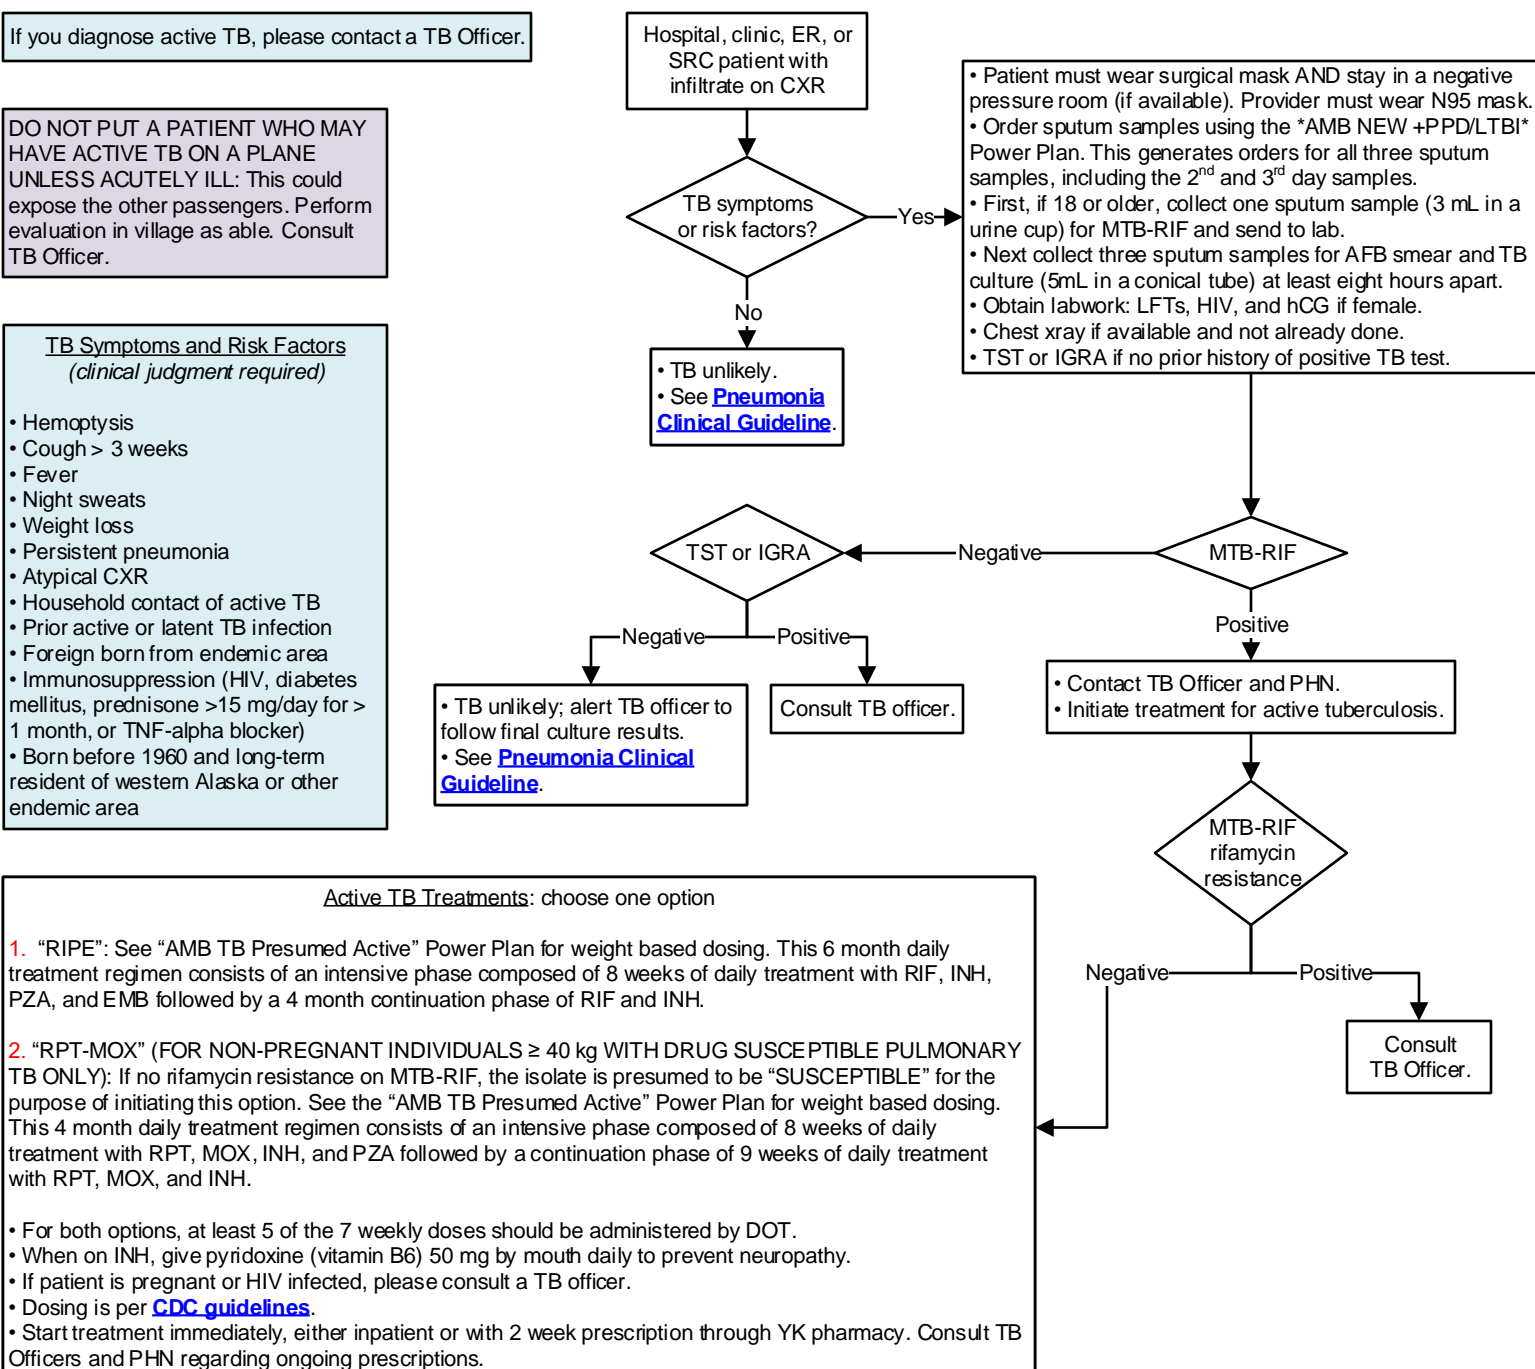 If you diagnose active TB, please contact a TB Officer.
DO NOT PUT A PATIENT WHO MAY
HAVE ACTIVE TB ON A PLANE
UNLESS ACUTELY ILL: This could
expose the other passengers. Perform
evaluation in village as able. Consult
TB Officer.
TB Symptoms and Risk Factors
(clinical judgment required)
• Hemoptysis
• Cough > 3 weeks
• Fever
• Night sweats
• Weight loss
• Persistent pneumonia
• Atypical CXR
• Household contact of active TB
• Prior active or latent TB infection
• Foreign born from endemic area
• Immunosuppression (HIV, diabetes
mellitus, prednisone >15 mg/day for >
1 month, or TNF-alpha blocker)
• Born before 1960 and long-term
resident of western Alaska or other
endemic area
Hospital, clinic, ER, or
SRC patient with
infiltrate on CXR
TB symptoms
or risk factors?
Yes
No
• TB unlikely.
• See Pneumonia
Clinical Guideline.
• Patient must wear surgical mask AND stay in a negative
pressure room (if available). Provider must wear N95 mask.
• Order sputum samples using the *AMB NEW +PPD/LTBI*
Power Plan. This generates orders for all three sputum
samples, including the 2nd and 3rd day samples.
• First, if 18 or older, collect one sputum sample (3 mL in a
urine cup) for MTB-RIF and send to lab.
• Next collect three sputum samples for AFB smear and TB
culture (5mL in a conical tube) at least eight hours apart.
• Obtain labwork: LFTs, HIV, and hCG if female.
• Chest xray if available and not already done.
• TST or IGRA if no prior history of positive TB test.
MTB-RIF
Negative
TST or IGRA
Negative
Positive
• TB unlikely; alert TB officer to
follow final culture results.
• See Pneumonia Clinical
Guideline.
Consult TB officer.
Positive
• Contact TB Officer and PHN.
• Initiate treatment for active tuberculosis.
MTB-RIF
rifamycin
resistance
Negative
Positive
Consult
TB Officer.
Active TB Treatments: choose one option
1. “RIPE”: See “AMB TB Presumed Active” Power Plan for weight based dosing. This 6 month daily
treatment regimen consists of an intensive phase composed of 8 weeks of daily treatment with RIF, INH,
PZA, and EMB followed by a 4 month continuation phase of RIF and INH.
2. “RPT-MOX” (FOR NON-PREGNANT INDIVIDUALS ≥ 40 kg WITH DRUG SUSCEPTIBLE PULMONARY
TB ONLY): If no rifamycin resistance on MTB-RIF, the isolate is presumed to be “SUSCEPTIBLE” for the
purpose of initiating this option. See the “AMB TB Presumed Active” Power Plan for weight based dosing.
This 4 month daily treatment regimen consists of an intensive phase composed of 8 weeks of daily
treatment with RPT, MOX, INH, and PZA followed by a continuation phase of 9 weeks of daily treatment
with RPT, MOX, and INH.
• For both options, at least 5 of the 7 weekly doses should be administered by DOT.
• When on INH, give pyridoxine (vitamin B6) 50 mg by mouth daily to prevent neuropathy.
• If patient is pregnant or HIV infected, please consult a TB officer.
• Dosing is per CDC guidelines.
• Start treatment immediately, either inpatient or with 2 week prescription through YK pharmacy. Consult TB
Officers and PHN regarding ongoing prescriptions.